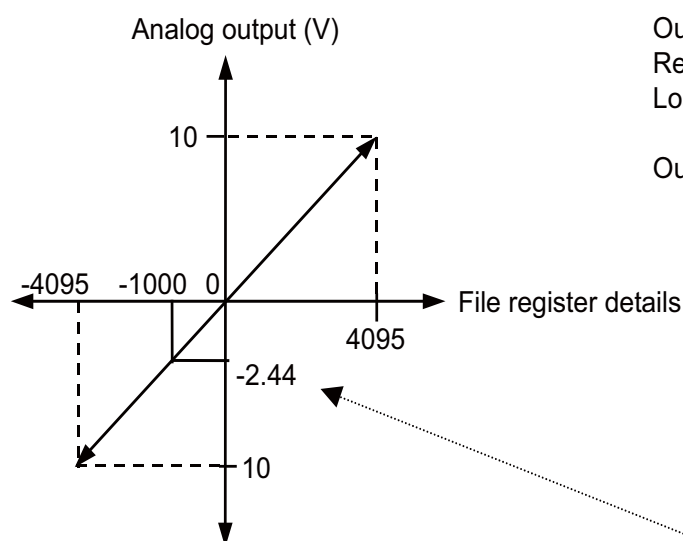 Analog output (V)
Ou
Re
Lo
Ou
10
-4095
-1000
0
File register details
4095
-2.44
10